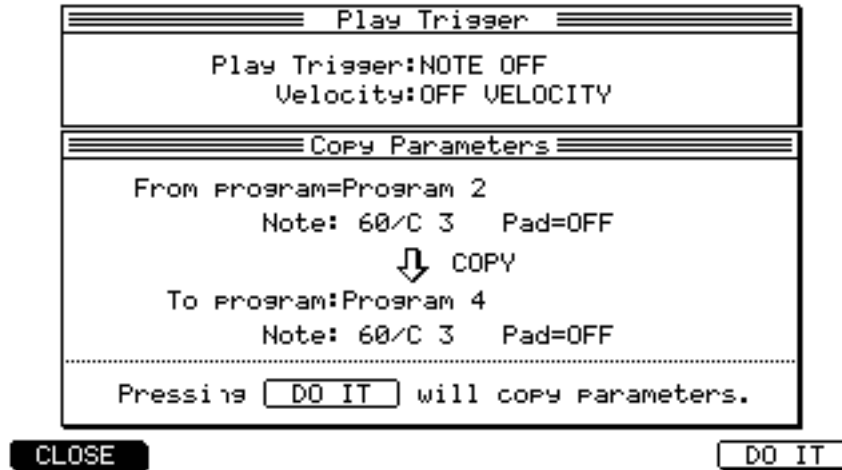 Play Trigger
Play Trigger:NOTE OFF
Velocity:OFF VELOCITY
Copy Parameters
From program=Program 2
Note: 60/C 3 Pad=OFF
COPY
To program:Program 4
Note: 60/C 3 Pad=OFF
Pressing DO IT will copy parameters.
CLOSE DO IT